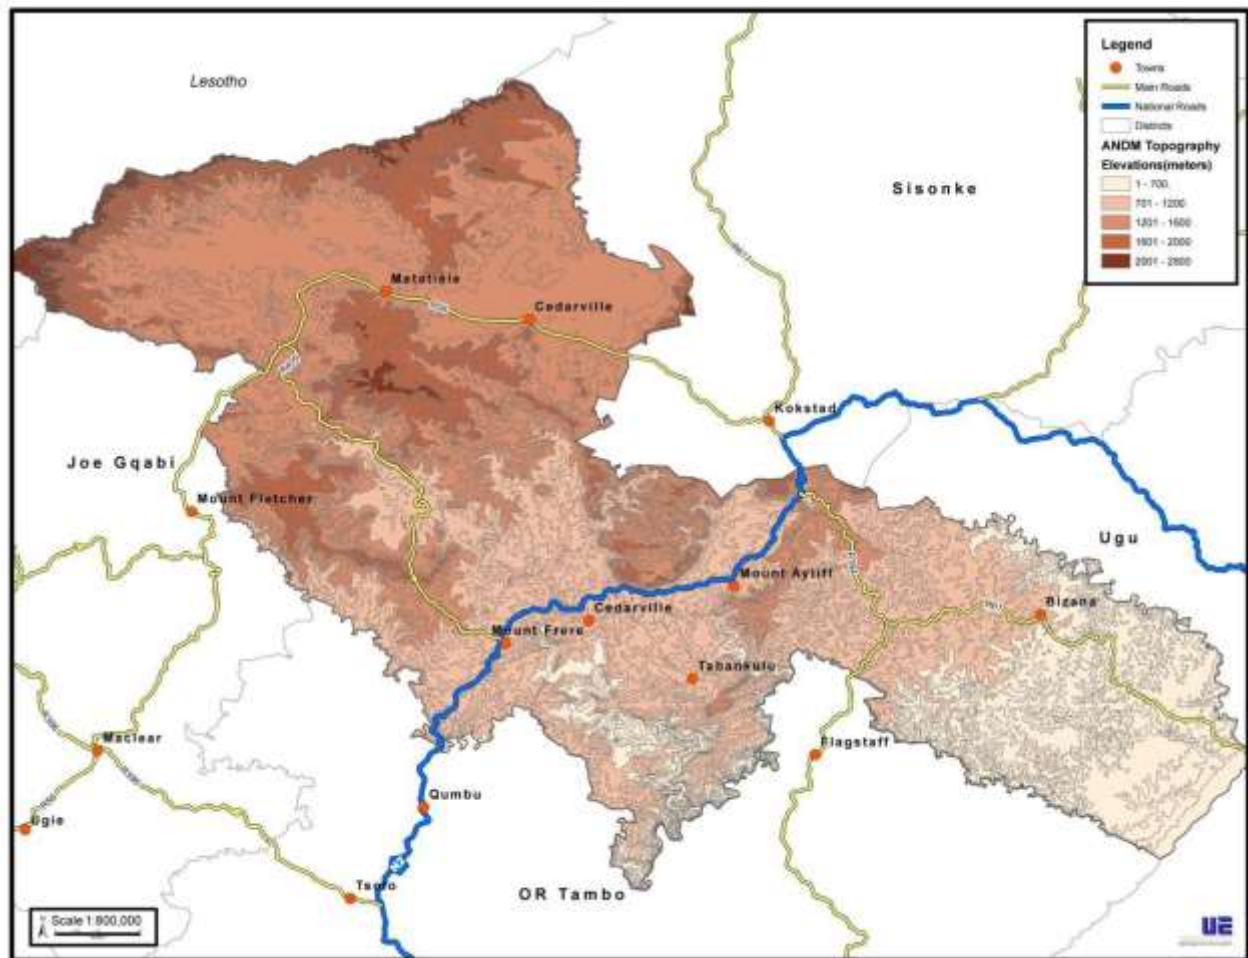 Lesotho
Legend
Towns
Main Roads
National Roads
Districts
ANDM Topography
Elevations(meters)
1 - 700
701 - 1200
1201 - 1600
1601 - 2000
2001 - 2800
Sisonke
Matatiele
Cedarville
Kokstad
Joe Gqabi
Mount Fletcher
Ugu
Mount Ayliff
Cedarville
Bizana
Mount Frere
Tabankulu
Maclear
Flagstaff
Qumbu
Ugie
Tsolo
OR Tambo
Scale 1:800,000
UE